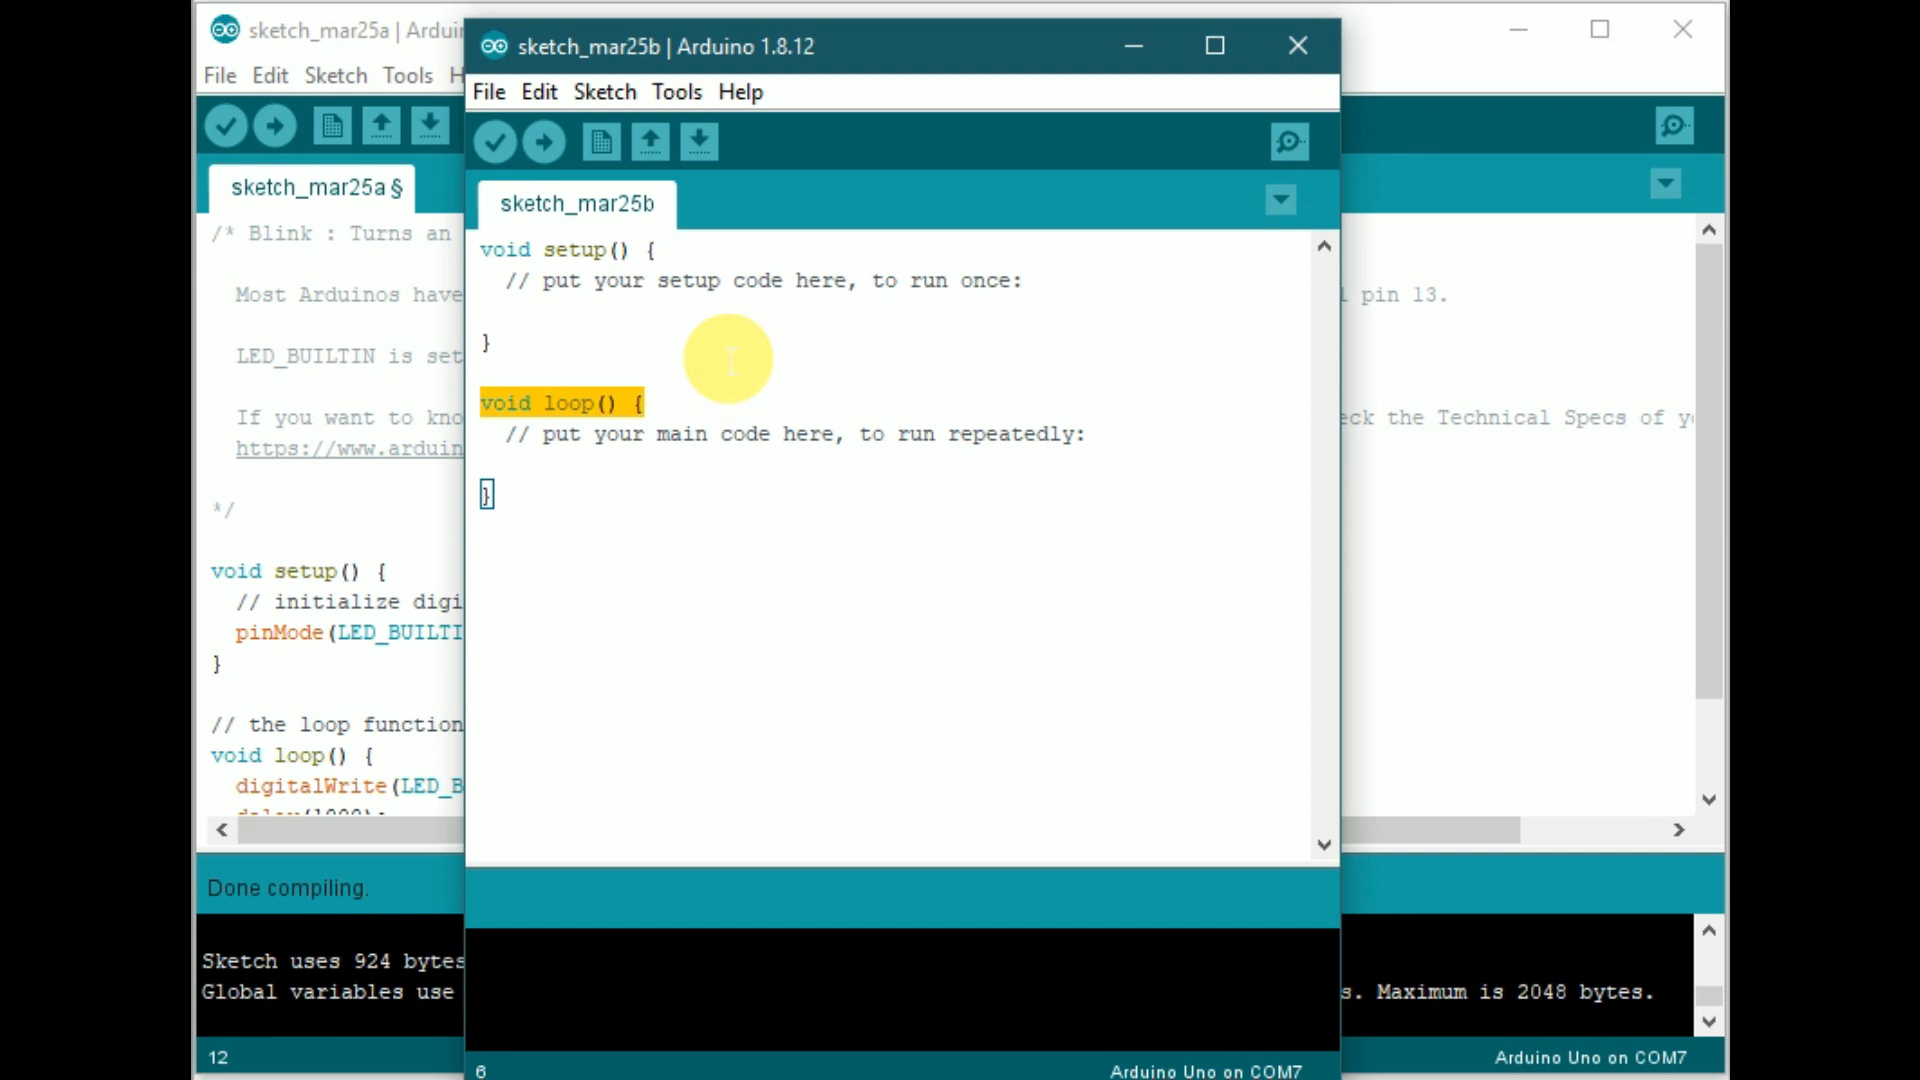 sketch_mar25a | Ardui
File Edit Sketch Tools H
sketch_mar25a §
/* Blink : Turns an
Most Arduinos have
pin 13.
LED_BUILTIN is set
If you want to kno
eck the Technical Specs of y
https://www.arduin
*/
void setup() {
// initialize digi
pinMode(LED_BUILTI
}
// the loop function
void loop() {
digitalWrite(LED_B
delay(1000);
Done compiling.
Sketch uses 924 bytes
Global variables use
s. Maximum is 2048 bytes.
12
Arduino Uno on COM7
sketch_mar25b | Arduino 1.8.12
File Edit Sketch Tools Help
sketch_mar25b
void setup() {
// put your setup code here, to run once:
}
void loop() {
// put your main code here, to run repeatedly:
}
6
Arduino Uno on COM7